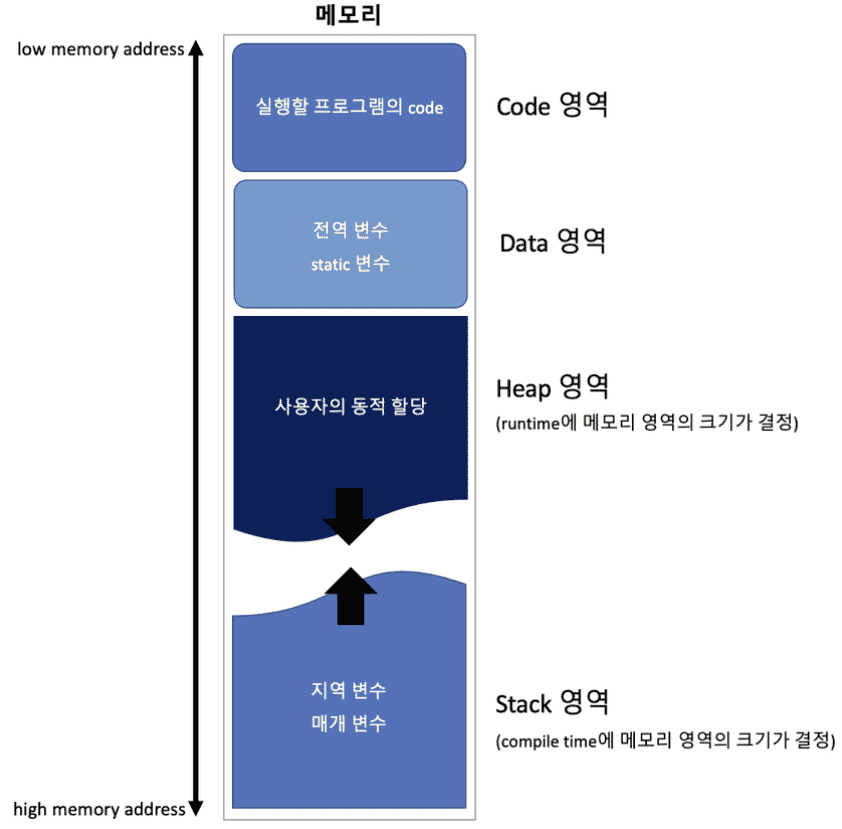 메모리
low memory address
실행할 프로그램의 code
Code 영역
전역 변수
static 변수
Data 영역
사용자의 동적 할당
Heap 영역
(runtime에 메모리 영역의 크기가 결정)
지역 변수
매개 변수
Stack 영역
(compile time에 메모리 영역의 크기가 결정)
high memory address